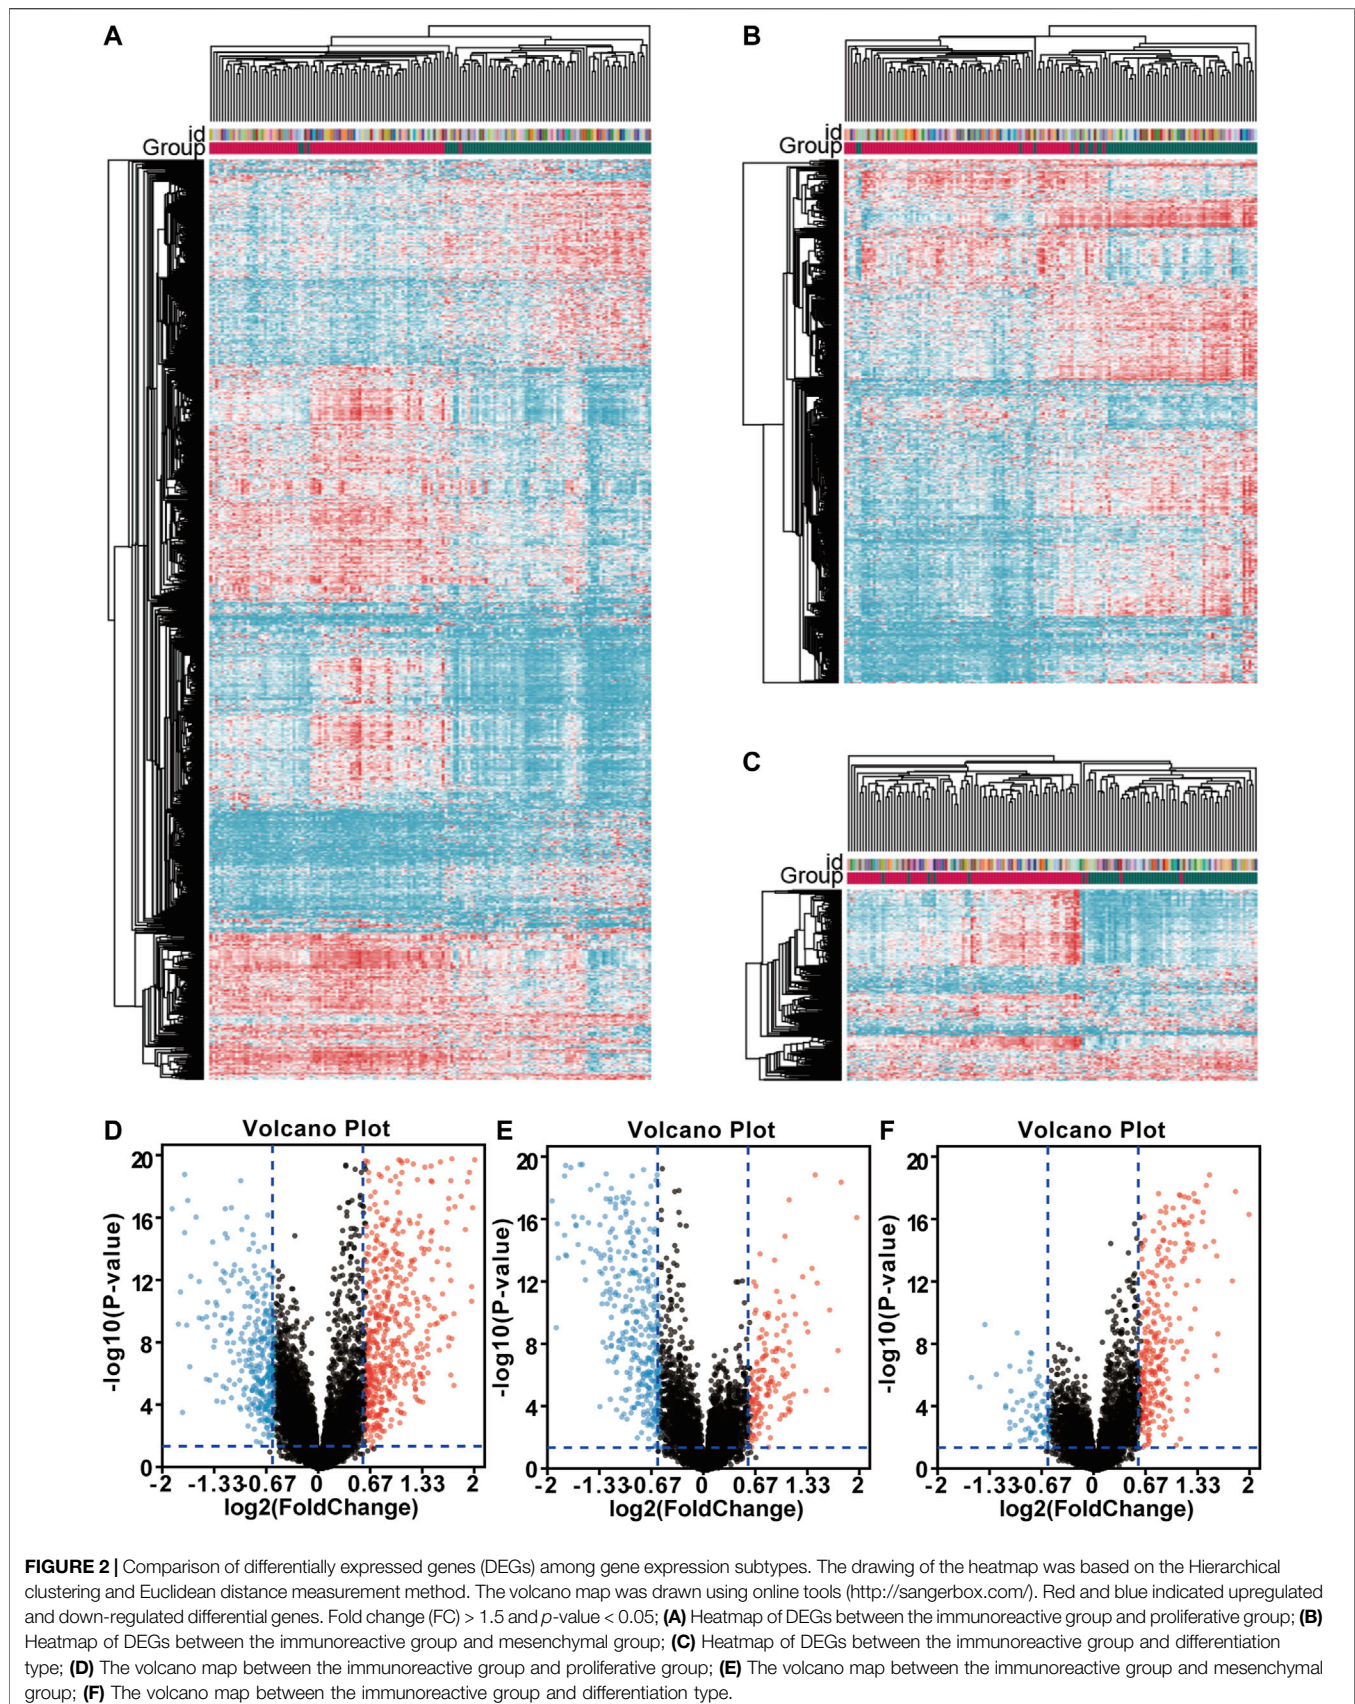 A
B
id
Group
id
Group
C
id
Group
D
Volcano Plot
20
16
12
8
4
0
-log10(P-value)
-2 -1.33 -0.67 0 0.67 1.33 2
log2(FoldChange)
E
Volcano Plot
20
16
12
8
4
0
-log10(P-value)
-2 -1.33 -0.67 0 0.67 1.33 2
log2(FoldChange)
F
Volcano Plot
20
16
12
8
4
0
-log10(P-value)
-2 -1.33 -0.67 0 0.67 1.33 2
log2(FoldChange)
FIGURE 2 | Comparison of differentially expressed genes (DEGs) among gene expression subtypes. The drawing of the heatmap was based on the Hierarchical
clustering and Euclidean distance measurement method. The volcano map was drawn using online tools (http://sangerbox.com/). Red and blue indicated upregulated
and down-regulated differential genes. Fold change (FC) > 1.5 and p-value < 0.05; (A) Heatmap of DEGs between the immunoreactive group and proliferative group; (B)
Heatmap of DEGs between the immunoreactive group and mesenchymal group; (C) Heatmap of DEGs between the immunoreactive group and differentiation
type; (D) The volcano map between the immunoreactive group and proliferative group; (E) The volcano map between the immunoreactive group and mesenchymal
group; (F) The volcano map between the immunoreactive group and differentiation type.